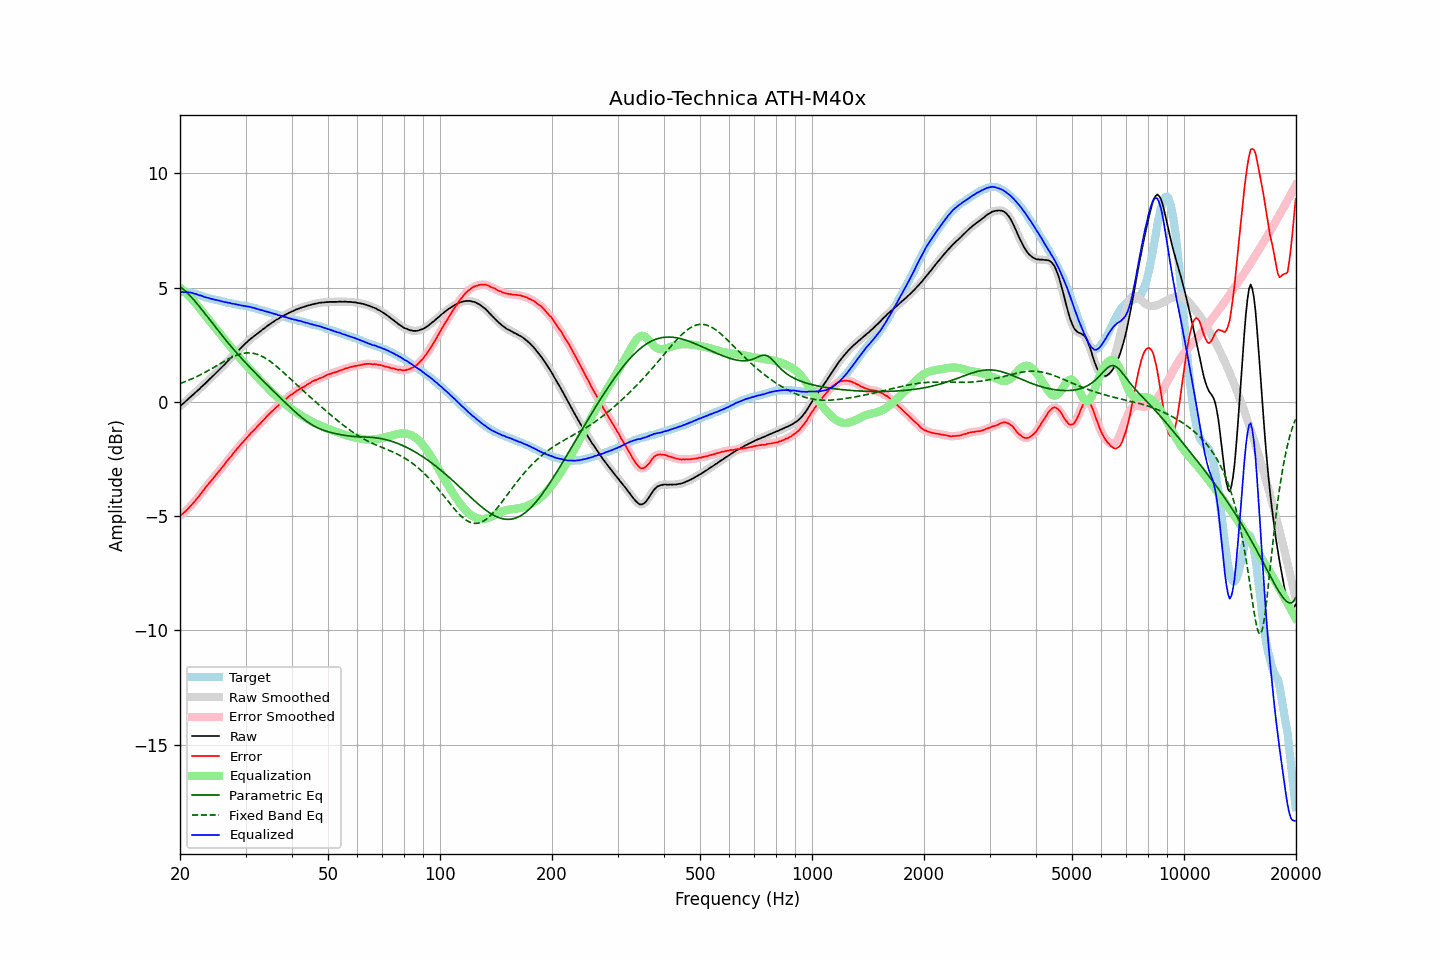 Audio-Technica ATH-M40x
Amplitude (dBr)
10
5
0
−5
−10
−15
Target
Raw Smoothed
Error Smoothed
Raw
Error
Equalization
Parametric Eq
Fixed Band Eq
Equalized
20 50 100 200 500 1000 2000 5000 10000 20000
Frequency (Hz)